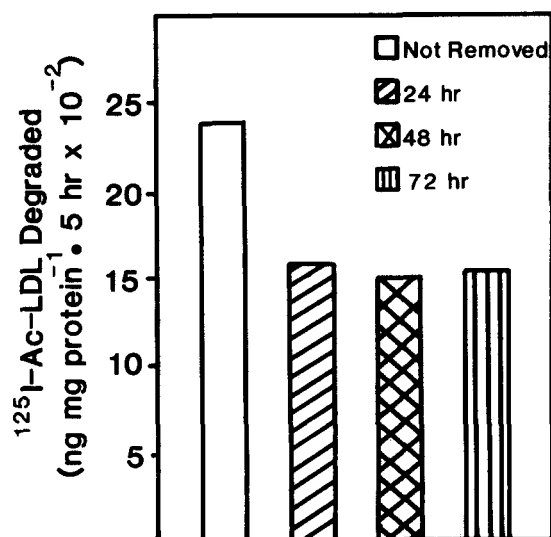 ¹²⁵I-Ac-LDL Degraded
(ng mg protein⁻¹ • 5 hr x 10⁻²)
25
20
15
10
5
Not Removed
24 hr
48 hr
72 hr